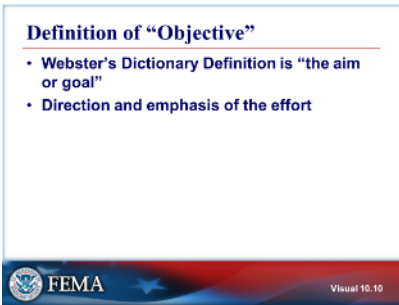 Definition of “Objective”
• Webster’s Dictionary Definition is “the aim
or goal”
• Direction and emphasis of the effort
FEMA
Visual 10.10